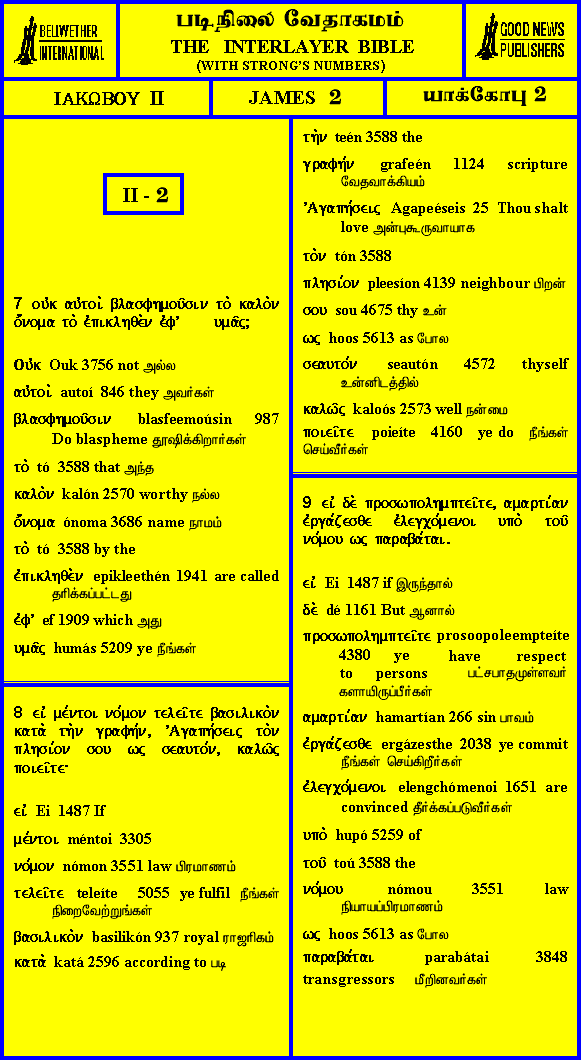 BELLWETHER
INTERNATIONAL
படிநிலை வேதாகமம்
THE INTERLAYER BIBLE
(WITH STRONG'S NUMBERS)
GOOD NEWS
PUBLISHERS
ΙΑΚΩΒΟΥ II
JAMES 2
யாக்கோபு 2
II - 2
7 οὐκ αὐτοὶ βλασφημοῦσιν τὸ καλὸν
ὄνομα τὸ ἐπικληθὲν ἐφ' υμᾶς;
Οὐκ Ouk 3756 not அல்ல
αὐτοὶ autoí 846 they அவர்கள்
βλασφημοῦσιν blasfeemoúsin 987
Do blaspheme தூஷிக்கிறார்கள்
τὸ tó 3588 that அந்த
καλὸν kalón 2570 worthy நல்ல
ὄνομα ónoma 3686 name நாமம்
τὸ tó 3588 by the
ἐπικληθὲν epikleethén 1941 are called
தரிக்கப்பட்டது
ἐφ' ef 1909 which அது
υμᾶς humás 5209 ye நீங்கள்
8 εἰ μέντοι νόμον τελεῖτε βασιλικὸν
κατὰ τὴν γραφήν, Ἀγαπήσεις τὸν
πλησίον σου ως σεαυτόν, καλῶς
ποιεῖτε·
εἰ Ei 1487 If
μέντοι méntoi 3305
νόμον nómon 3551 law பிரமாணம்
τελεῖτε teleíte 5055 ye fulfil நீங்கள்
நிறைவேற்றுங்கள்
βασιλικὸν basilikón 937 royal ராஜரிகம்
κατὰ katá 2596 according to படி
τὴν teén 3588 the
γραφήν grafeén 1124 scripture
வேதவாக்கியம்
Ἀγαπήσεις Agapeéseis 25 Thou shalt
love அன்புகூருவாயாக
τὸν tón 3588
πλησίον pleesíon 4139 neighbour பிறன்
σου sou 4675 thy உன்
ως hoos 5613 as போல
σεαυτόν seautón 4572 thyself
உன்னிடத்தில்
καλῶς kaloós 2573 well நன்மை
ποιεῖτε poieíte 4160 ye do நீங்கள்
செய்வீர்கள்
9 εἰ δὲ προσωπολημπτεῖτε, αμαρτίαν
ἐργάζεσθε ἐλεγχόμενοι υπὸ τοῦ
νόμου ως παραβάται.
εἰ Ei 1487 if இருந்தால்
δὲ dé 1161 But ஆனால்
προσωπολημπτεῖτε prosoopoleempteíte
4380 ye have respect
to persons பட்சபாதமுள்ளவர்
களாயிருப்பீர்கள்
αμαρτίαν hamartían 266 sin பாவம்
ἐργάζεσθε ergázesthe 2038 ye commit
நீங்கள் செய்கிறீர்கள்
ἐλεγχόμενοι elengchómenoi 1651 are
convinced தீர்க்கப்படுவீர்கள்
υπὸ hupó 5259 of
τοῦ toú 3588 the
νόμου nómou 3551 law
நியாயப்பிரமாணம்
ως hoos 5613 as போல
παραβάται parabátai 3848
transgressors மீறினவர்கள்